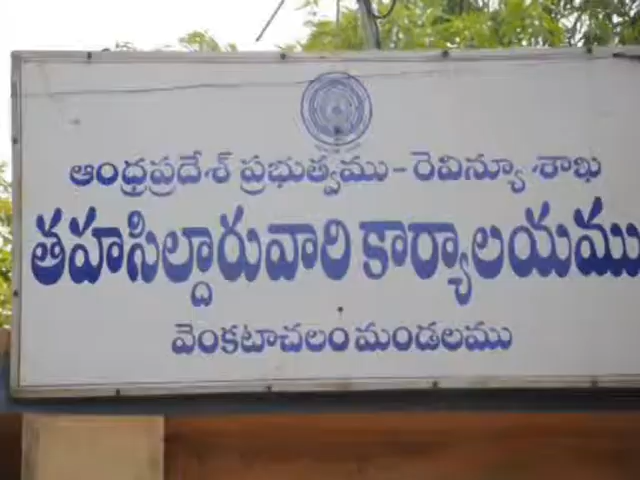 ఆంధ్రప్రదేశ్ ప్రభుత్వము - రెవిన్యూ శాఖ
తహసిల్దారువారి కార్యాలయము
వెంకటాచలం మండలము